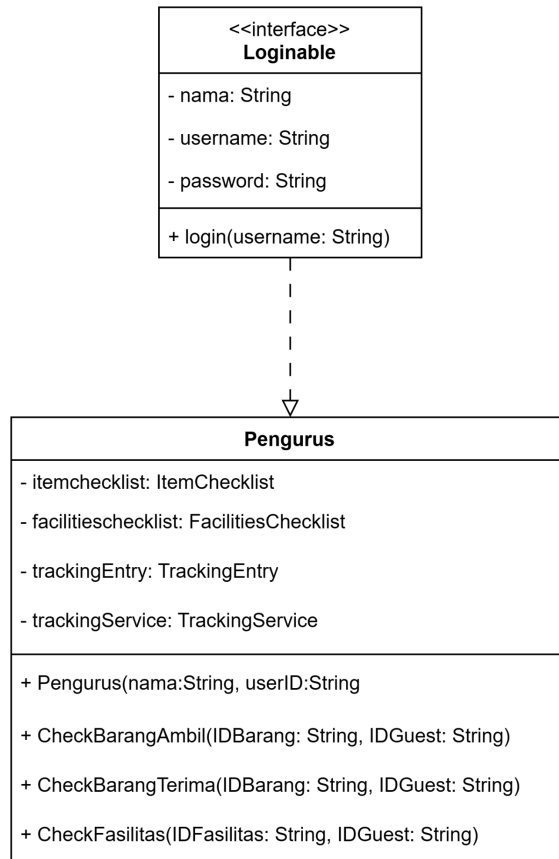 <<interface>>
Loginable
- nama: String
- username: String
- password: String
+ login(username: String)
Pengurus
- itemchecklist: ItemChecklist
- facilitieschecklist: FacilitiesChecklist
- trackingEntry: TrackingEntry
- trackingService: TrackingService
+ Pengurus(nama:String, userID:String
+ CheckBarangAmbil(IDBarang: String, IDGuest: String)
+ CheckBarangTerima(IDBarang: String, IDGuest: String)
+ CheckFasilitas(IDFasilitas: String, IDGuest: String)